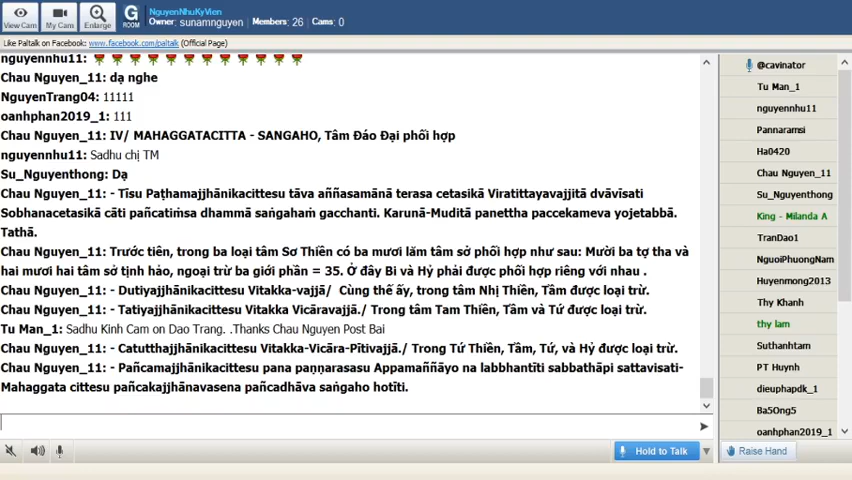 NguyenNhuKyVien
G
Owner: sunamnguyen Members: 26 Cams: 0
View Cam My Cam Enlarge ROOM
Like Paltalk on Facebook: www.facebook.com/paltalk (Official Page)
nguyennhu11:
Chau Nguyen_11: dạ nghe
NguyenTrang04: 11111
oanhphan2019_1: 111
Chau Nguyen_11: IV/ MAHAGGATACITTA - SANGAHO, Tâm Đáo Đại phối hợp
nguyennhu11: Sadhu chị TM
Su_Nguyenthong: Dạ
Chau Nguyen_11: - Tīsu Paṭhamajjhānikacittesu tāva aññasamānā terasa cetasikā Viratittayavajjitā dvāvīsati
Sobhanacetasikā cāti pañcatiṁsa dhammā saṅgahaṁ gacchanti. Karunā-Muditā panettha paccekameva yojetabbā.
Tathā.
Chau Nguyen_11: Trước tiên, trong ba loại tâm Sơ Thiền có ba mươi lăm tâm sở phối hợp như sau: Mười ba tợ tha và
hai mươi hai tâm sở tịnh hảo, ngoại trừ ba giới phần = 35. Ở đây Bi và Hỷ phải được phối hợp riêng với nhau .
Chau Nguyen_11: - Dutiyajjhānikacittesu Vitakka-vajjā/ Cùng thế ấy, trong tâm Nhị Thiền, Tầm được loại trừ.
Chau Nguyen_11: - Tatiyajjhānikacittesu Vitakka Vicāravajjā./ Trong tâm Tam Thiền, Tầm và Tứ được loại trừ.
Tu Man_1: Sadhu Kinh Cam on Dao Trang. .Thanks Chau Nguyen Post Bai
Chau Nguyen_11: - Catutthajjhānikacittesu Vitakka-Vicāra-Pītivajjā./ Trong Tứ Thiền, Tầm, Tứ, và Hỷ được loại trừ.
Chau Nguyen_11: - Pañcamajjhānikacittesu pana paṇṇarasasu Appamaññāyo na labbhantīti sabbathāpi sattavisati-
Mahaggata cittesu pañcakajjhānavasena pañcadhāva saṅgaho hotīti.
@cavinator
Tu Man_1
nguyennhu11
Pannaramsi
Ha0420
Chau Nguyen_11
Su_Nguyenthong
King - Milanda A
TranDao1
NguoiPhuongNam
Huyenmong2013
Thy Khanh
thy lam
Suthanhtam
PT Huynh
dieuphapdk_1
Ba5Ong5
oanhphan2019_1
Hold to Talk
Raise Hand